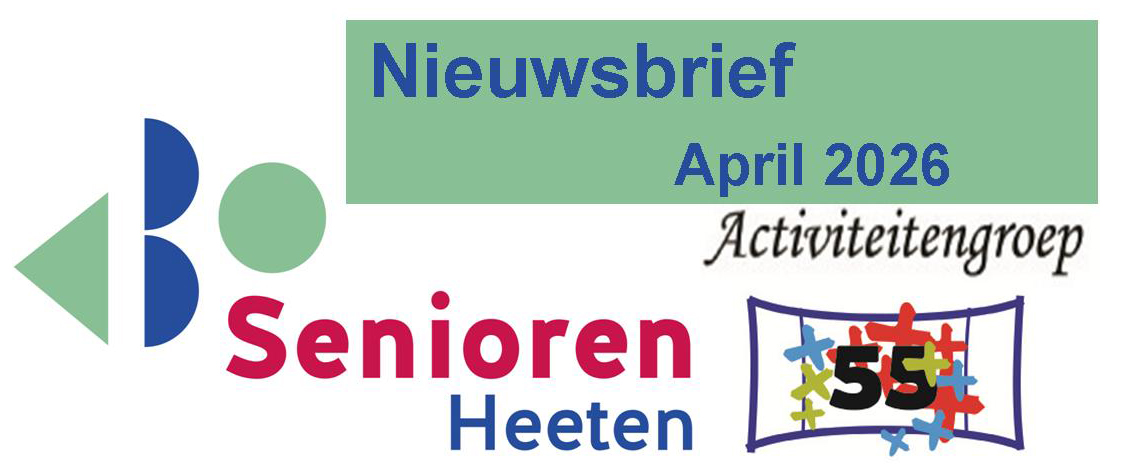 Nieuwsbrief
April 2026
Activiteitengroep
Senioren
Heeten
55